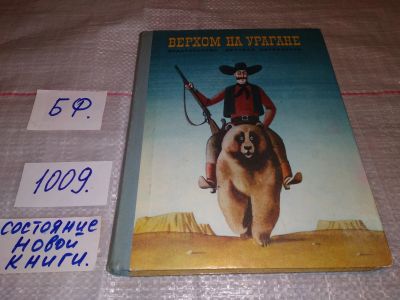 ВЕРХОМ НА УРАГАНЕ
БФ.
1009.
СОСТОЯНИЕ
НОВОЙ
КНИГИ.